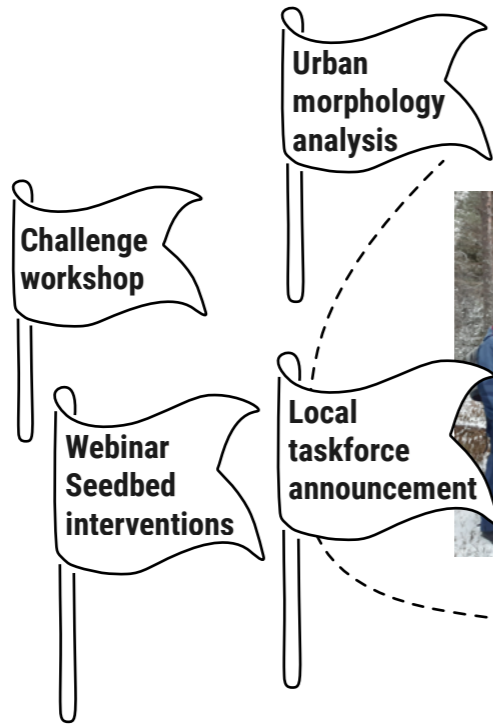 Urban
morphology
analysis
Challenge
workshop
Local
taskforce
announcement
Webinar
Seedbed
interventions